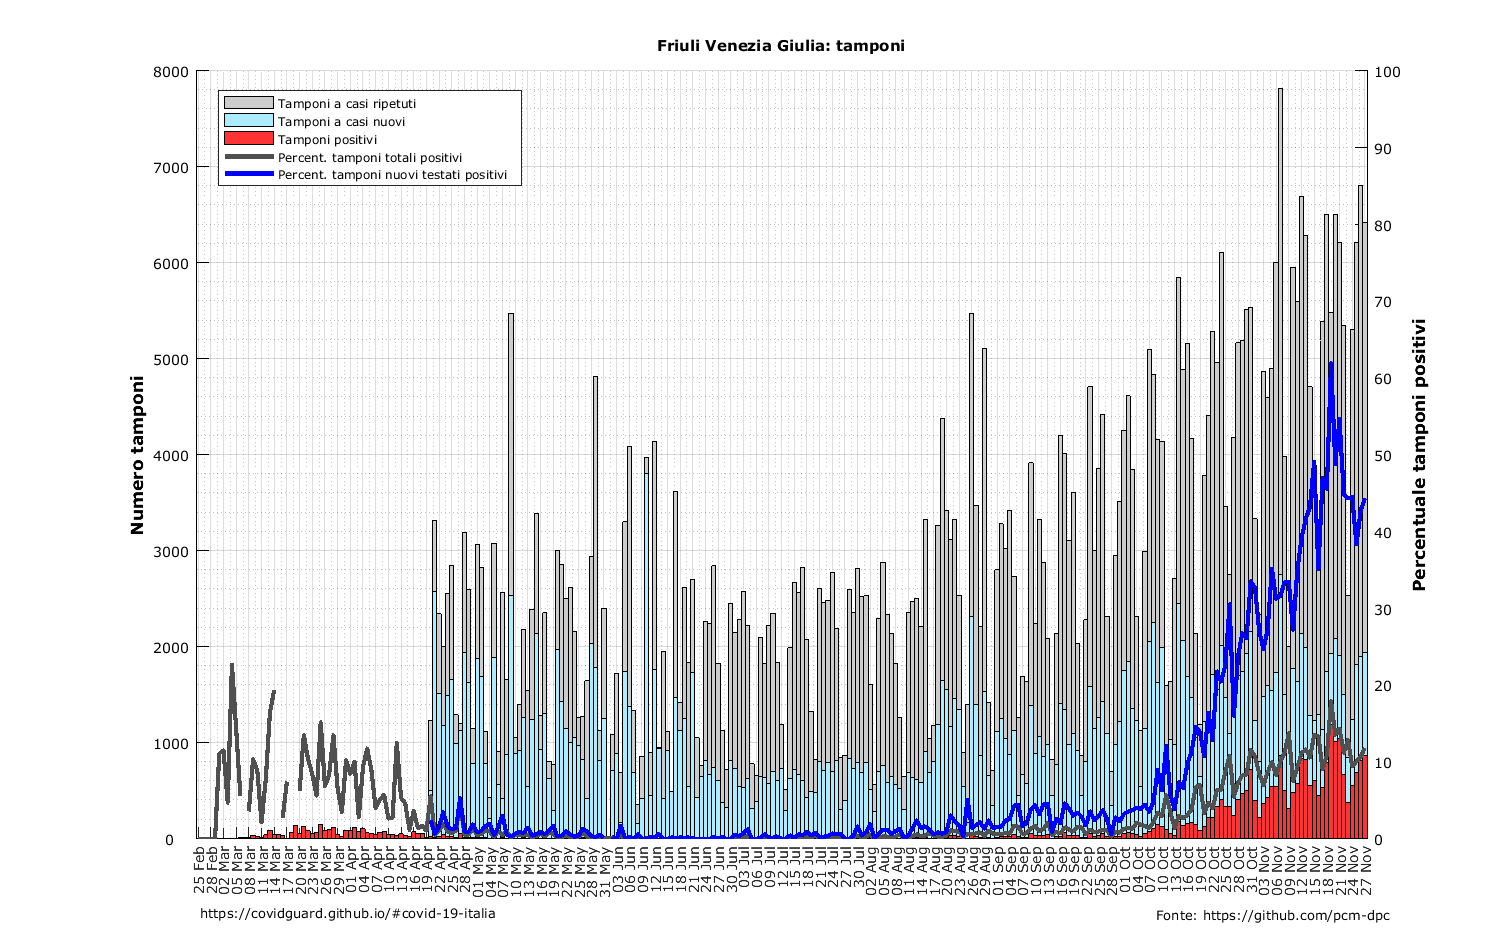 Friuli Venezia Giulia: tamponi
Numero tamponi
8000
7000
6000
5000
4000
3000
2000
1000
0
Tamponi a casi ripetuti
Tamponi a casi nuovi
Tamponi positivi
Percent. tamponi totali positivi
Percent. tamponi nuovi testati positivi
100
90
80
70
60
50
40
30
20
10
0
Percentuale tamponi positivi
25 Feb
28 Feb
02 Mar
05 Mar
08 Mar
11 Mar
14 Mar
17 Mar
20 Mar
23 Mar
26 Mar
29 Mar
01 Apr
04 Apr
07 Apr
10 Apr
13 Apr
16 Apr
19 Apr
22 Apr
25 Apr
28 Apr
01 May
04 May
07 May
10 May
13 May
16 May
19 May
22 May
25 May
28 May
31 May
03 Jun
06 Jun
09 Jun
12 Jun
15 Jun
18 Jun
21 Jun
24 Jun
27 Jun
30 Jun
03 Jul
06 Jul
09 Jul
12 Jul
15 Jul
18 Jul
21 Jul
24 Jul
27 Jul
30 Jul
02 Aug
05 Aug
08 Aug
11 Aug
14 Aug
17 Aug
20 Aug
23 Aug
26 Aug
29 Aug
01 Sep
04 Sep
07 Sep
10 Sep
13 Sep
16 Sep
19 Sep
22 Sep
25 Sep
28 Sep
01 Oct
04 Oct
07 Oct
10 Oct
13 Oct
16 Oct
19 Oct
22 Oct
25 Oct
28 Oct
31 Oct
03 Nov
06 Nov
09 Nov
12 Nov
15 Nov
18 Nov
21 Nov
24 Nov
27 Nov
https://covidguard.github.io/#covid-19-italia
Fonte: https://github.com/pcm-dpc